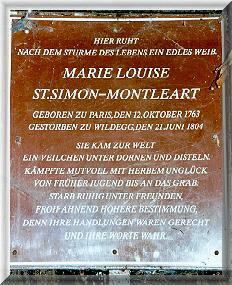 HIER RUHT
NACH DEM STURME DES LEBENS EIN EDLES WEIB.
MARIE LOUISE
ST.SIMON–MONTLEART
GEBOREN ZU PARIS, DEN 12. OKTOBER 1763
GESTORBEN ZU WILDEGG, DEN 21. JUNI 1804
SIE KAM ZUR WELT
EIN VEILCHEN UNTER DORNEN UND DISTELN.
KÄMPFTE MUTVOLL MIT HERBEM UNGLÜCK
VON FRÜHER JUGEND BIS AN DAS GRAB.
STARB RUHIG UNTER FREUNDEN,
FROH AHNEND HÖHERE BESTIMMUNG,
DENN IHRE HANDLUNGEN WAREN GERECHT
UND IHRE WORTE WAHR.